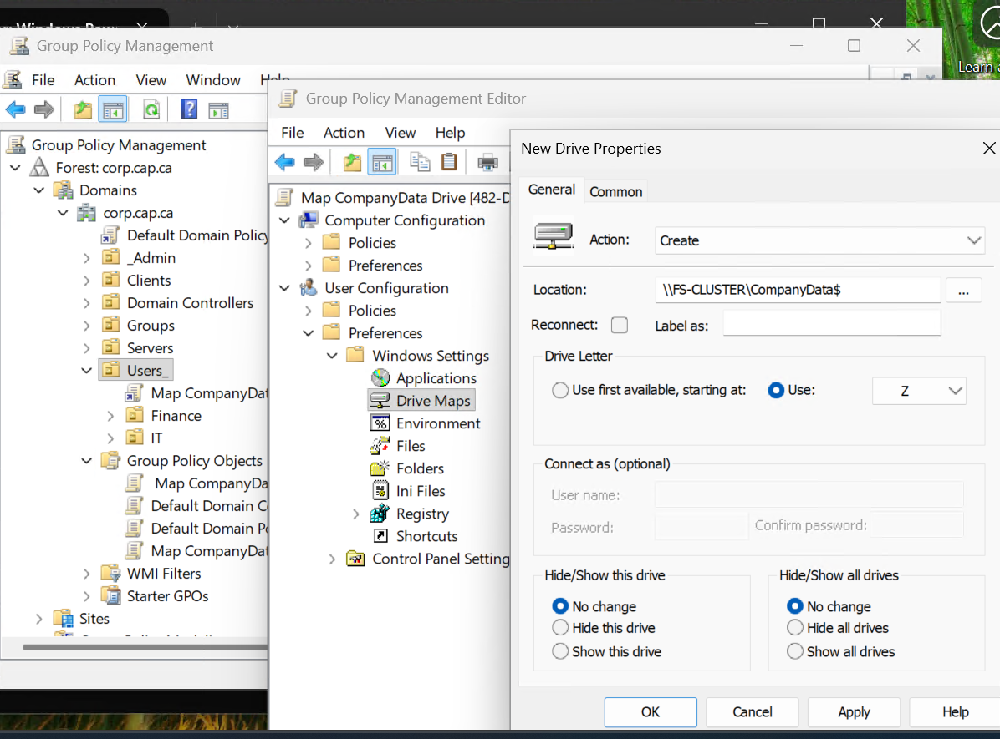 Group Policy Management
File Action View Window Help
Group Policy Management
Forest: corp.cap.ca
Domains
corp.cap.ca
Default Domain Policy
_Admin
Clients
Domain Controllers
Groups
Servers
Users_
Map CompanyDat
Finance
IT
Group Policy Objects
Map CompanyDa
Default Domain C
Default Domain Po
Map CompanyDat
WMI Filters
Starter GPOs
Sites
Group Policy Management Editor
File Action View Help
Map CompanyData Drive [482-D
Computer Configuration
Policies
Preferences
User Configuration
Policies
Preferences
Windows Settings
Applications
Drive Maps
Environment
Files
Folders
Ini Files
Registry
Shortcuts
Control Panel Setting
New Drive Properties
General Common
Action: Create
Location: \\FS-CLUSTER\CompanyData$ ...
Reconnect: Label as:
Drive Letter
Use first available, starting at: Use: Z
Connect as (optional)
User name:
Password: Confirm password:
Hide/Show this drive
No change
Hide this drive
Show this drive
Hide/Show all drives
No change
Hide all drives
Show all drives
OK Cancel Apply Help
Learn a